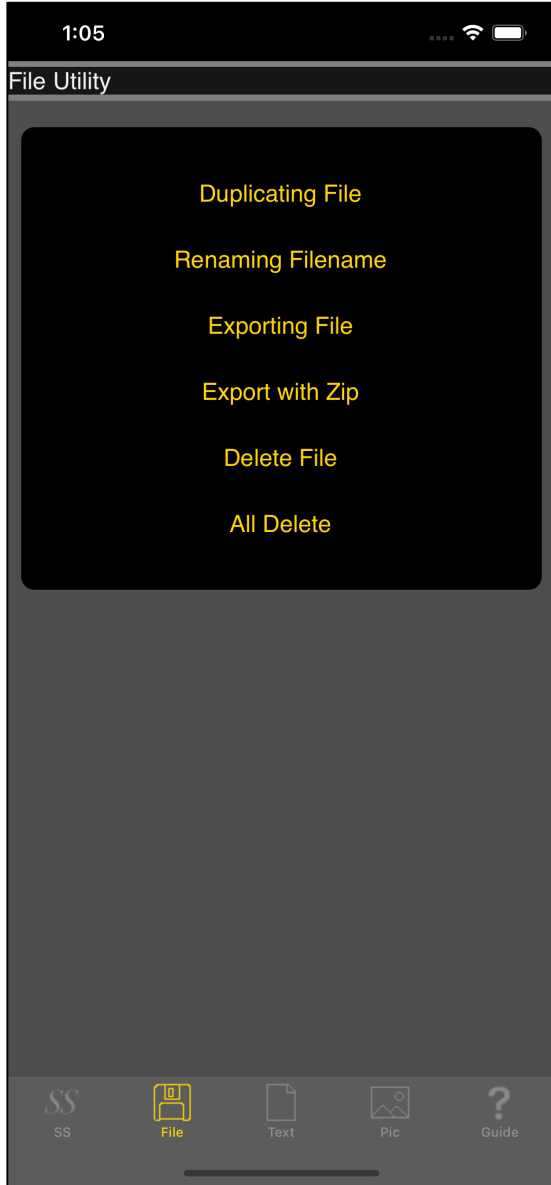 1:05
File Utility
Duplicating File
Renaming Filename
Exporting File
Export with Zip
Delete File
All Delete
SS
SS File Text Pic ? Guide